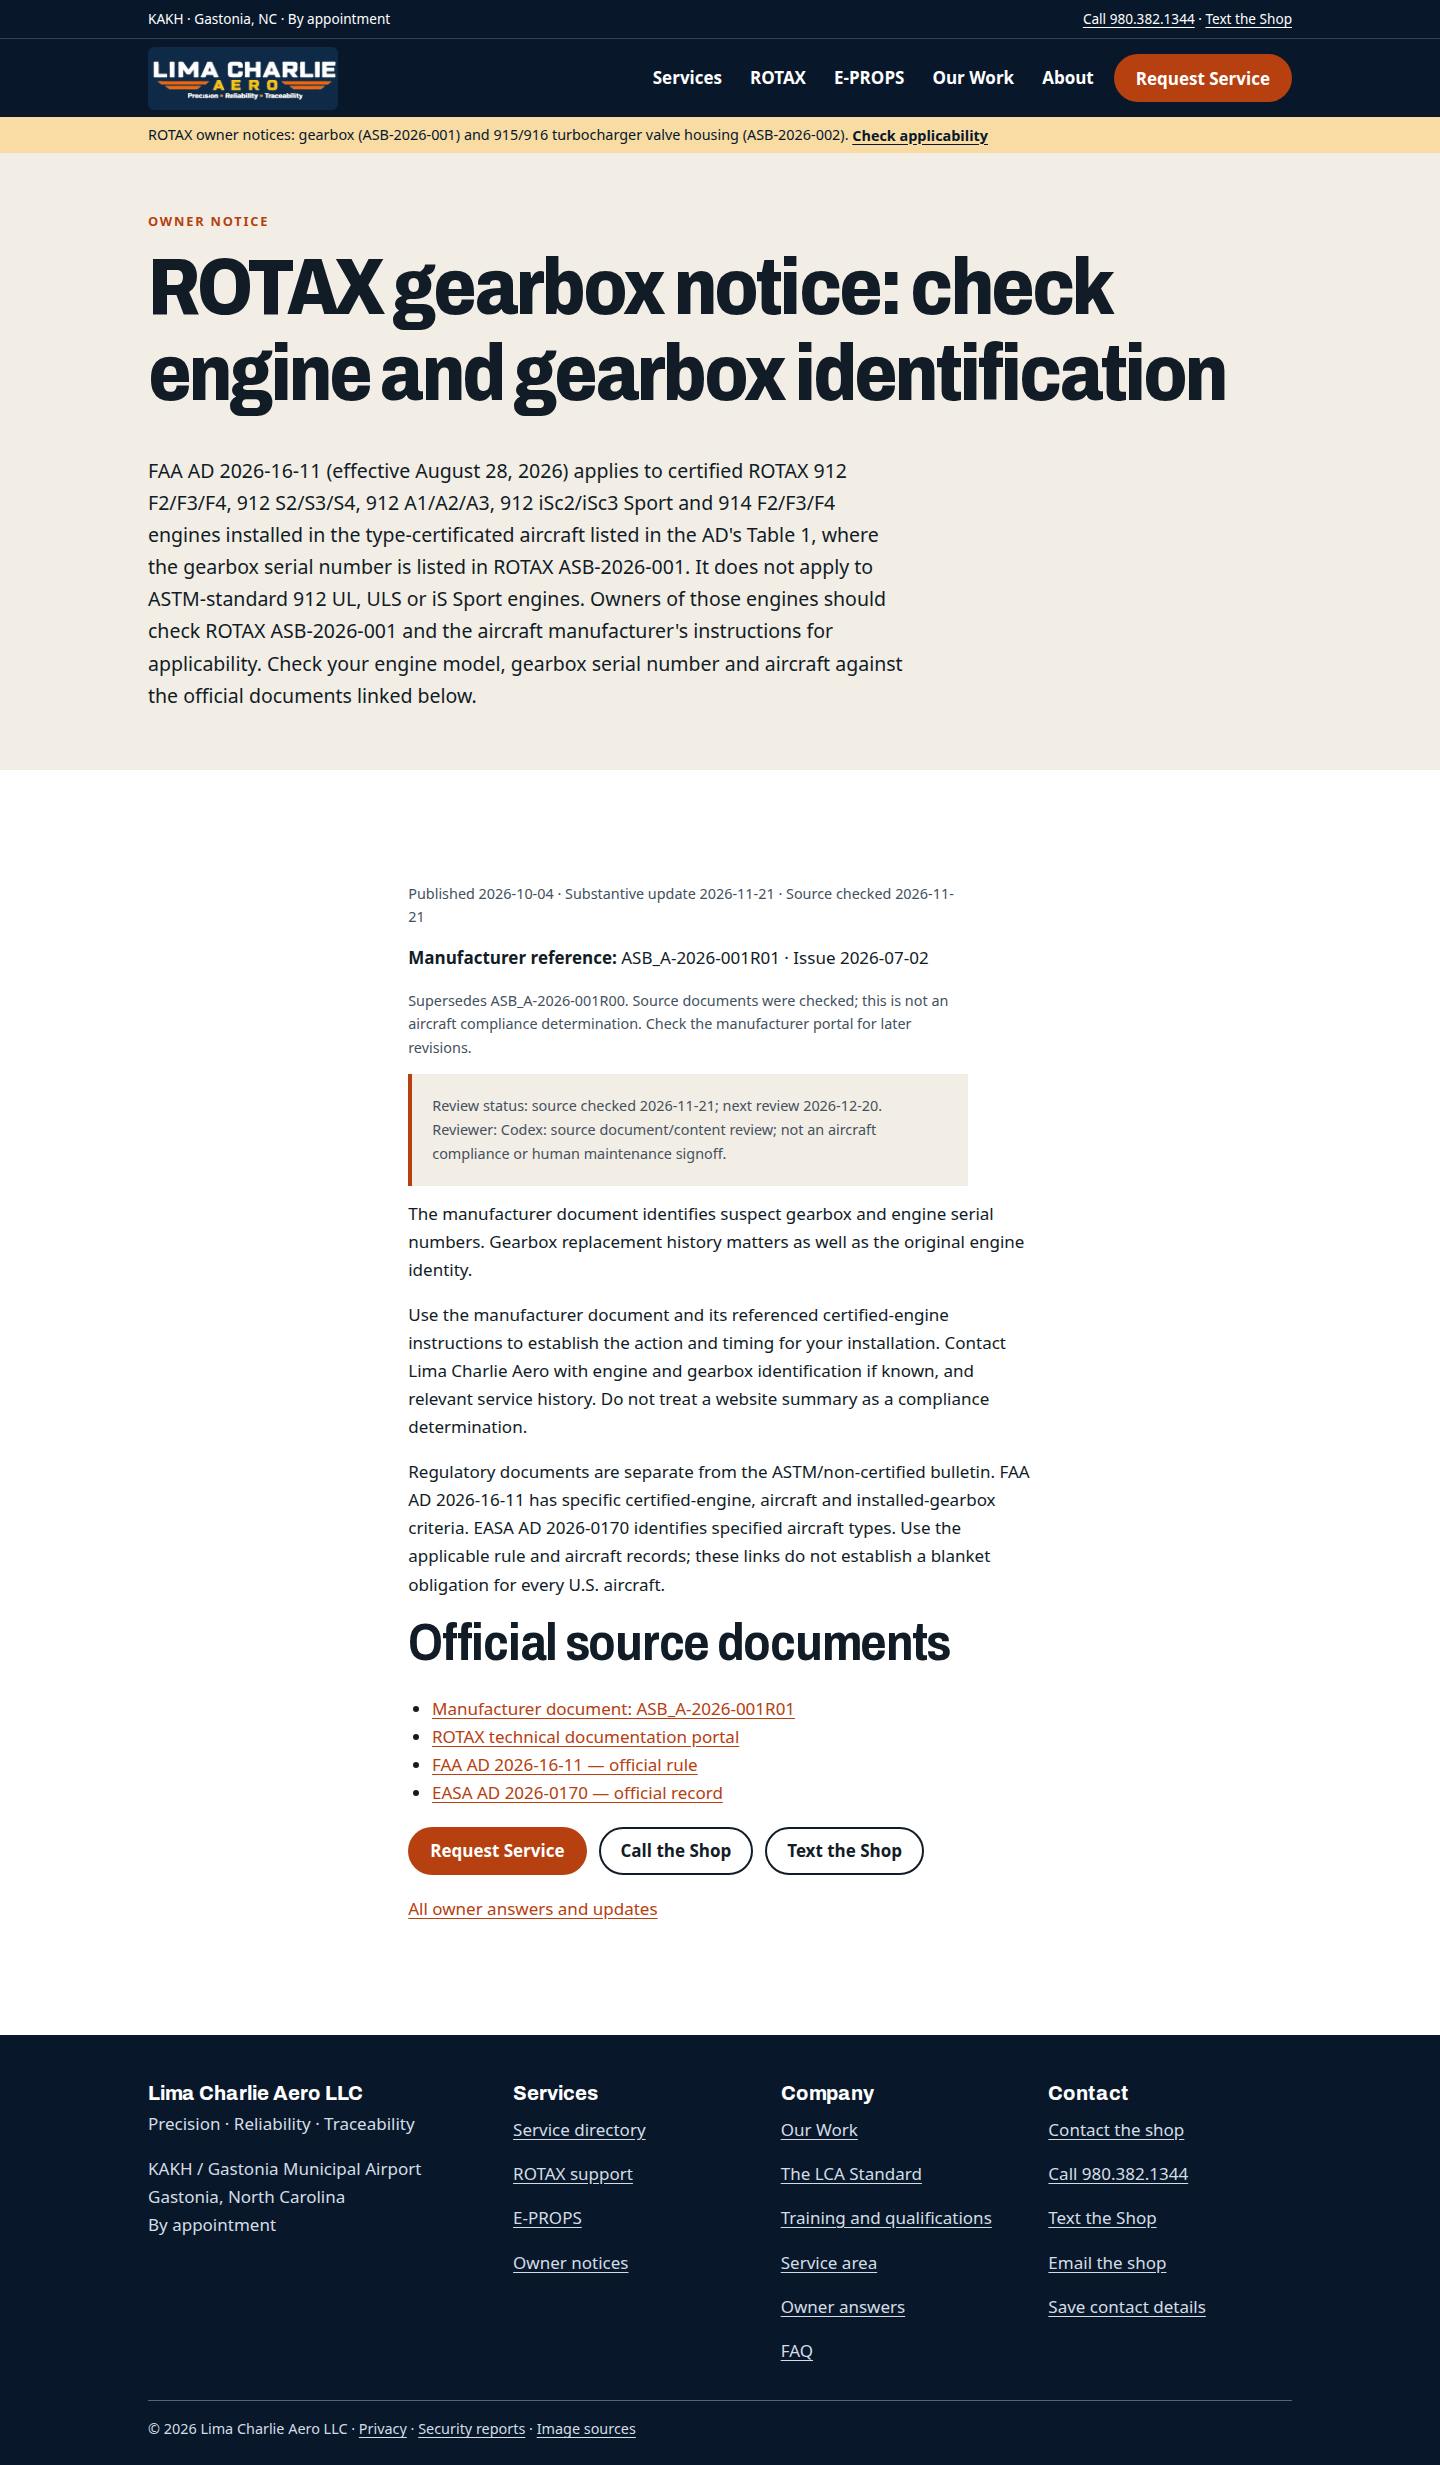 KAKH · Gastonia, NC · By appointment
Call 980.382.1344 · Text the Shop
LIMA CHARLIE
AERO
Precision • Reliability • Traceability
Services
ROTAX
E-PROPS
Our Work
About
Request Service
ROTAX owner notices: gearbox (ASB-2026-001) and 915/916 turbocharger valve housing (ASB-2026-002). Check applicability
OWNER NOTICE
ROTAX gearbox notice: check
engine and gearbox identification
FAA AD 2026-16-11 (effective August 28, 2026) applies to certified ROTAX 912
F2/F3/F4, 912 S2/S3/S4, 912 A1/A2/A3, 912 iSc2/iSc3 Sport and 914 F2/F3/F4
engines installed in the type-certificated aircraft listed in the AD's Table 1, where
the gearbox serial number is listed in ROTAX ASB-2026-001. It does not apply to
ASTM-standard 912 UL, ULS or iS Sport engines. Owners of those engines should
check ROTAX ASB-2026-001 and the aircraft manufacturer's instructions for
applicability. Check your engine model, gearbox serial number and aircraft against
the official documents linked below.
Published 2026-10-04 · Substantive update 2026-11-21 · Source checked 2026-11-
21
Manufacturer reference: ASB_A-2026-001R01 · Issue 2026-07-02
Supersedes ASB_A-2026-001R00. Source documents were checked; this is not an
aircraft compliance determination. Check the manufacturer portal for later
revisions.
Review status: source checked 2026-11-21; next review 2026-12-20.
Reviewer: Codex: source document/content review; not an aircraft
compliance or human maintenance signoff.
The manufacturer document identifies suspect gearbox and engine serial
numbers. Gearbox replacement history matters as well as the original engine
identity.
Use the manufacturer document and its referenced certified-engine
instructions to establish the action and timing for your installation. Contact
Lima Charlie Aero with engine and gearbox identification if known, and
relevant service history. Do not treat a website summary as a compliance
determination.
Regulatory documents are separate from the ASTM/non-certified bulletin. FAA
AD 2026-16-11 has specific certified-engine, aircraft and installed-gearbox
criteria. EASA AD 2026-0170 identifies specified aircraft types. Use the
applicable rule and aircraft records; these links do not establish a blanket
obligation for every U.S. aircraft.
Official source documents
• Manufacturer document: ASB_A-2026-001R01
• ROTAX technical documentation portal
• FAA AD 2026-16-11 — official rule
• EASA AD 2026-0170 — official record
Request Service
Call the Shop
Text the Shop
All owner answers and updates
Lima Charlie Aero LLC
Precision · Reliability · Traceability
KAKH / Gastonia Municipal Airport
Gastonia, North Carolina
By appointment
Services
Service directory
ROTAX support
E-PROPS
Owner notices
Company
Our Work
The LCA Standard
Training and qualifications
Service area
Owner answers
FAQ
Contact
Contact the shop
Call 980.382.1344
Text the Shop
Email the shop
Save contact details
© 2026 Lima Charlie Aero LLC · Privacy · Security reports · Image sources